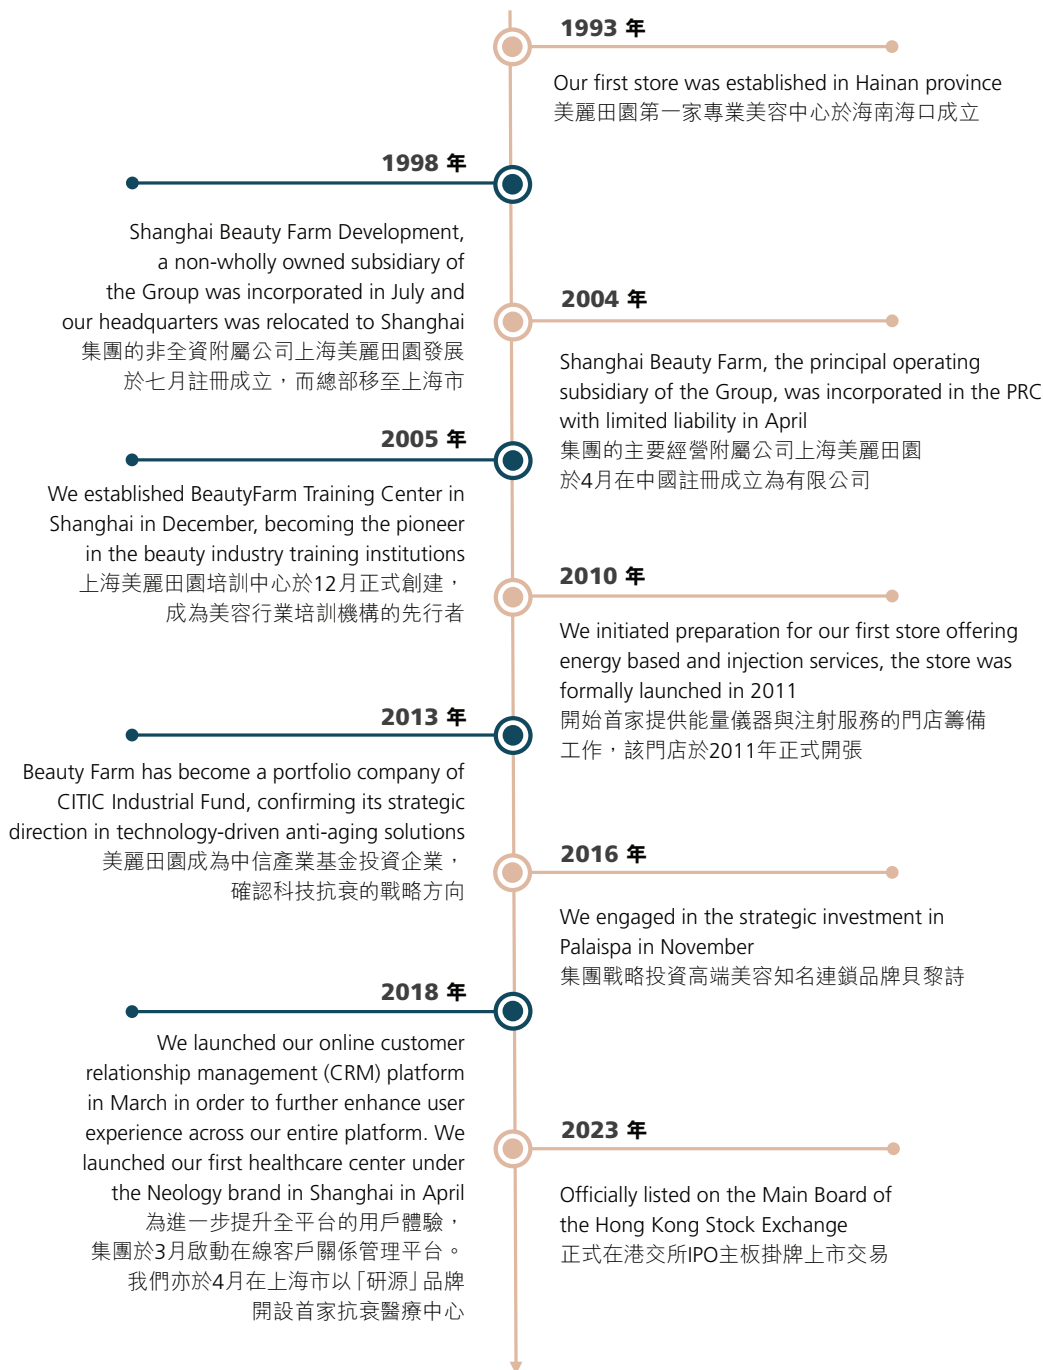 1993 年
Our first store was established in Hainan province
美麗田園第一家專業美容中心於海南海口成立
1998 年
Shanghai Beauty Farm Development,
a non-wholly owned subsidiary of
the Group was incorporated in July and
our headquarters was relocated to Shanghai
集團的非全資附屬公司上海美麗田園發展
於七月註冊成立，而總部移至上海市
2004 年
Shanghai Beauty Farm, the principal operating
subsidiary of the Group, was incorporated in the PRC
with limited liability in April
集團的主要經營附屬公司上海美麗田園
於4月在中國註冊成立為有限公司
2005 年
We established BeautyFarm Training Center in
Shanghai in December, becoming the pioneer
in the beauty industry training institutions
上海美麗田園培訓中心於12月正式創建，
成為美容行業培訓機構的先行者
2010 年
We initiated preparation for our first store offering
energy based and injection services, the store was
formally launched in 2011
開始首家提供能量儀器與注射服務的門店籌備
工作，該門店於2011年正式開張
2013 年
Beauty Farm has become a portfolio company of
CITIC Industrial Fund, confirming its strategic
direction in technology-driven anti-aging solutions
美麗田園成為中信產業基金投資企業，
確認科技抗衰的戰略方向
2016 年
We engaged in the strategic investment in
Palaispa in November
集團戰略投資高端美容知名連鎖品牌貝黎詩
2018 年
We launched our online customer
relationship management (CRM) platform
in March in order to further enhance user
experience across our entire platform. We
launched our first healthcare center under
the Neology brand in Shanghai in April
為進一步提升全平台的用戶體驗，
集團於3月啟動在線客戶關係管理平台。
我們亦於4月在上海市以「研源」品牌
開設首家抗衰醫療中心
2023 年
Officially listed on the Main Board of
the Hong Kong Stock Exchange
正式在港交所IPO主板掛牌上市交易